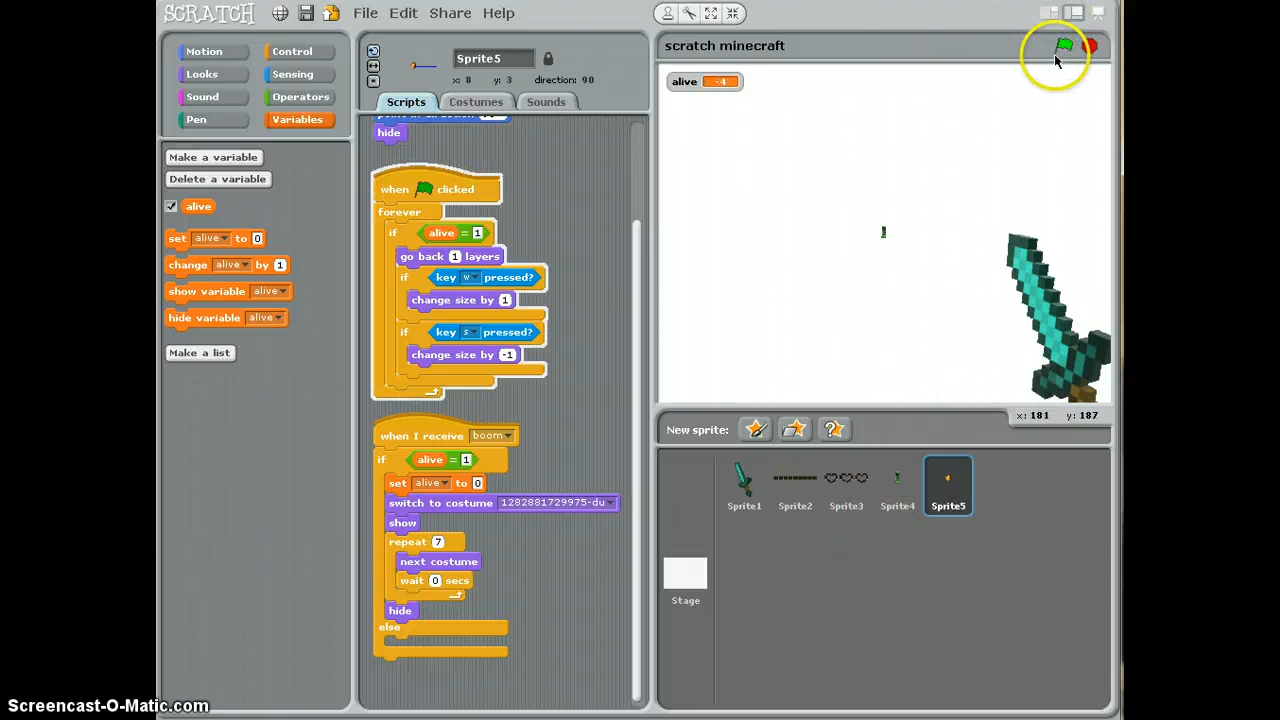 SCRATCH File Edit Share Help
Motion Control
Looks Sensing
Sound Operators
Pen Variables
Make a variable
Delete a variable
alive
set alive to 0
change alive by 1
show variable alive
hide variable alive
Make a list
Sprite5
x: 8 y: 3 direction: 90
Scripts Costumes Sounds
hide
when clicked
forever
if alive = 1
go back 1 layers
if key w pressed?
change size by 1
if key s pressed?
change size by -1
when I receive boom
if alive = 1
set alive to 0
switch to costume 1282881729975-du
show
repeat 7
next costume
wait 0 secs
hide
else
scratch minecraft
alive -4
x: 181 y: 187
New sprite:
Sprite1 Sprite2 Sprite3 Sprite4 Sprite5
Stage
Screencast-O-Matic.com